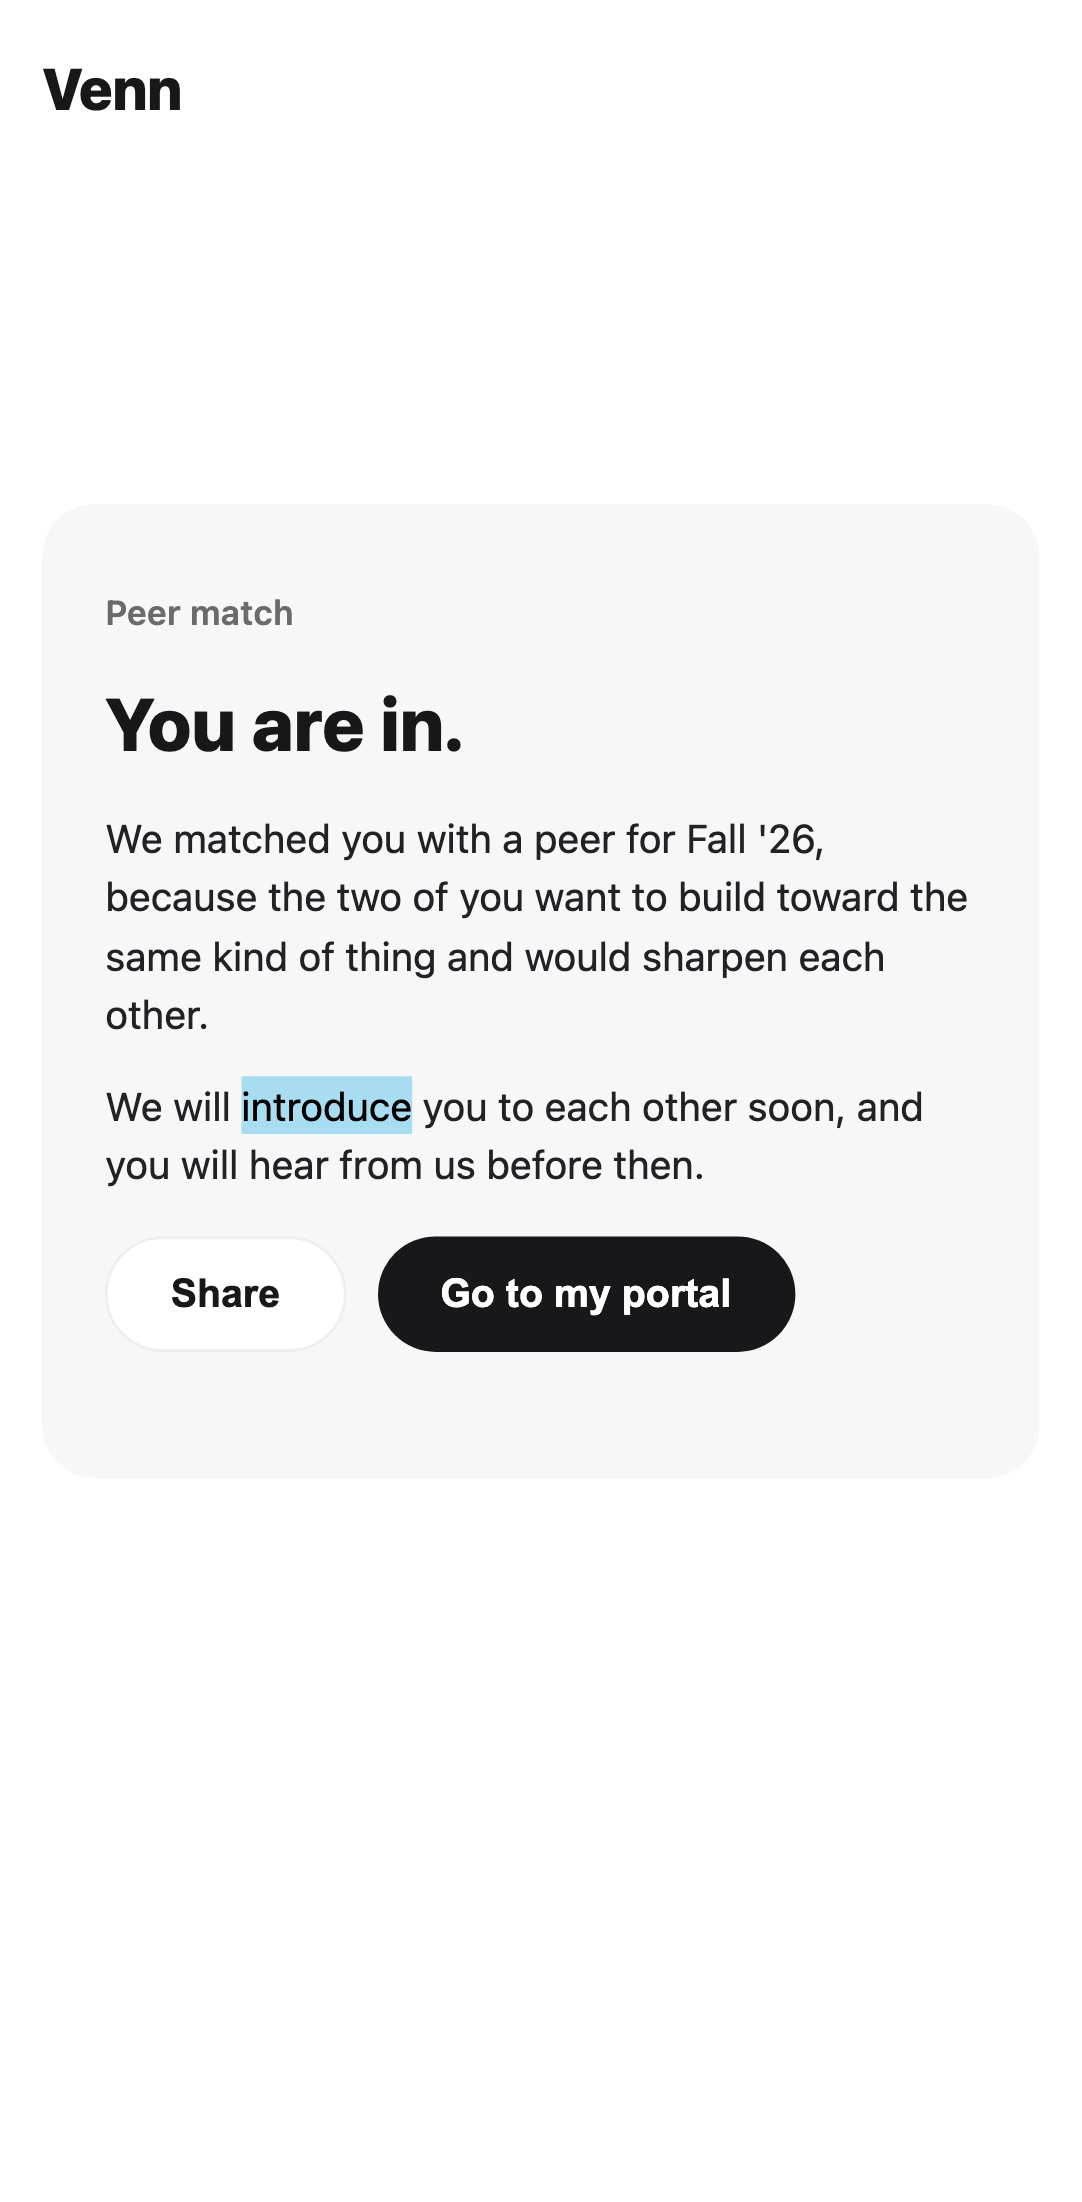 Venn
Peer match
You are in.
We matched you with a peer for Fall '26,
because the two of you want to build toward the
same kind of thing and would sharpen each
other.
We will introduce you to each other soon, and
you will hear from us before then.
Share
Go to my portal